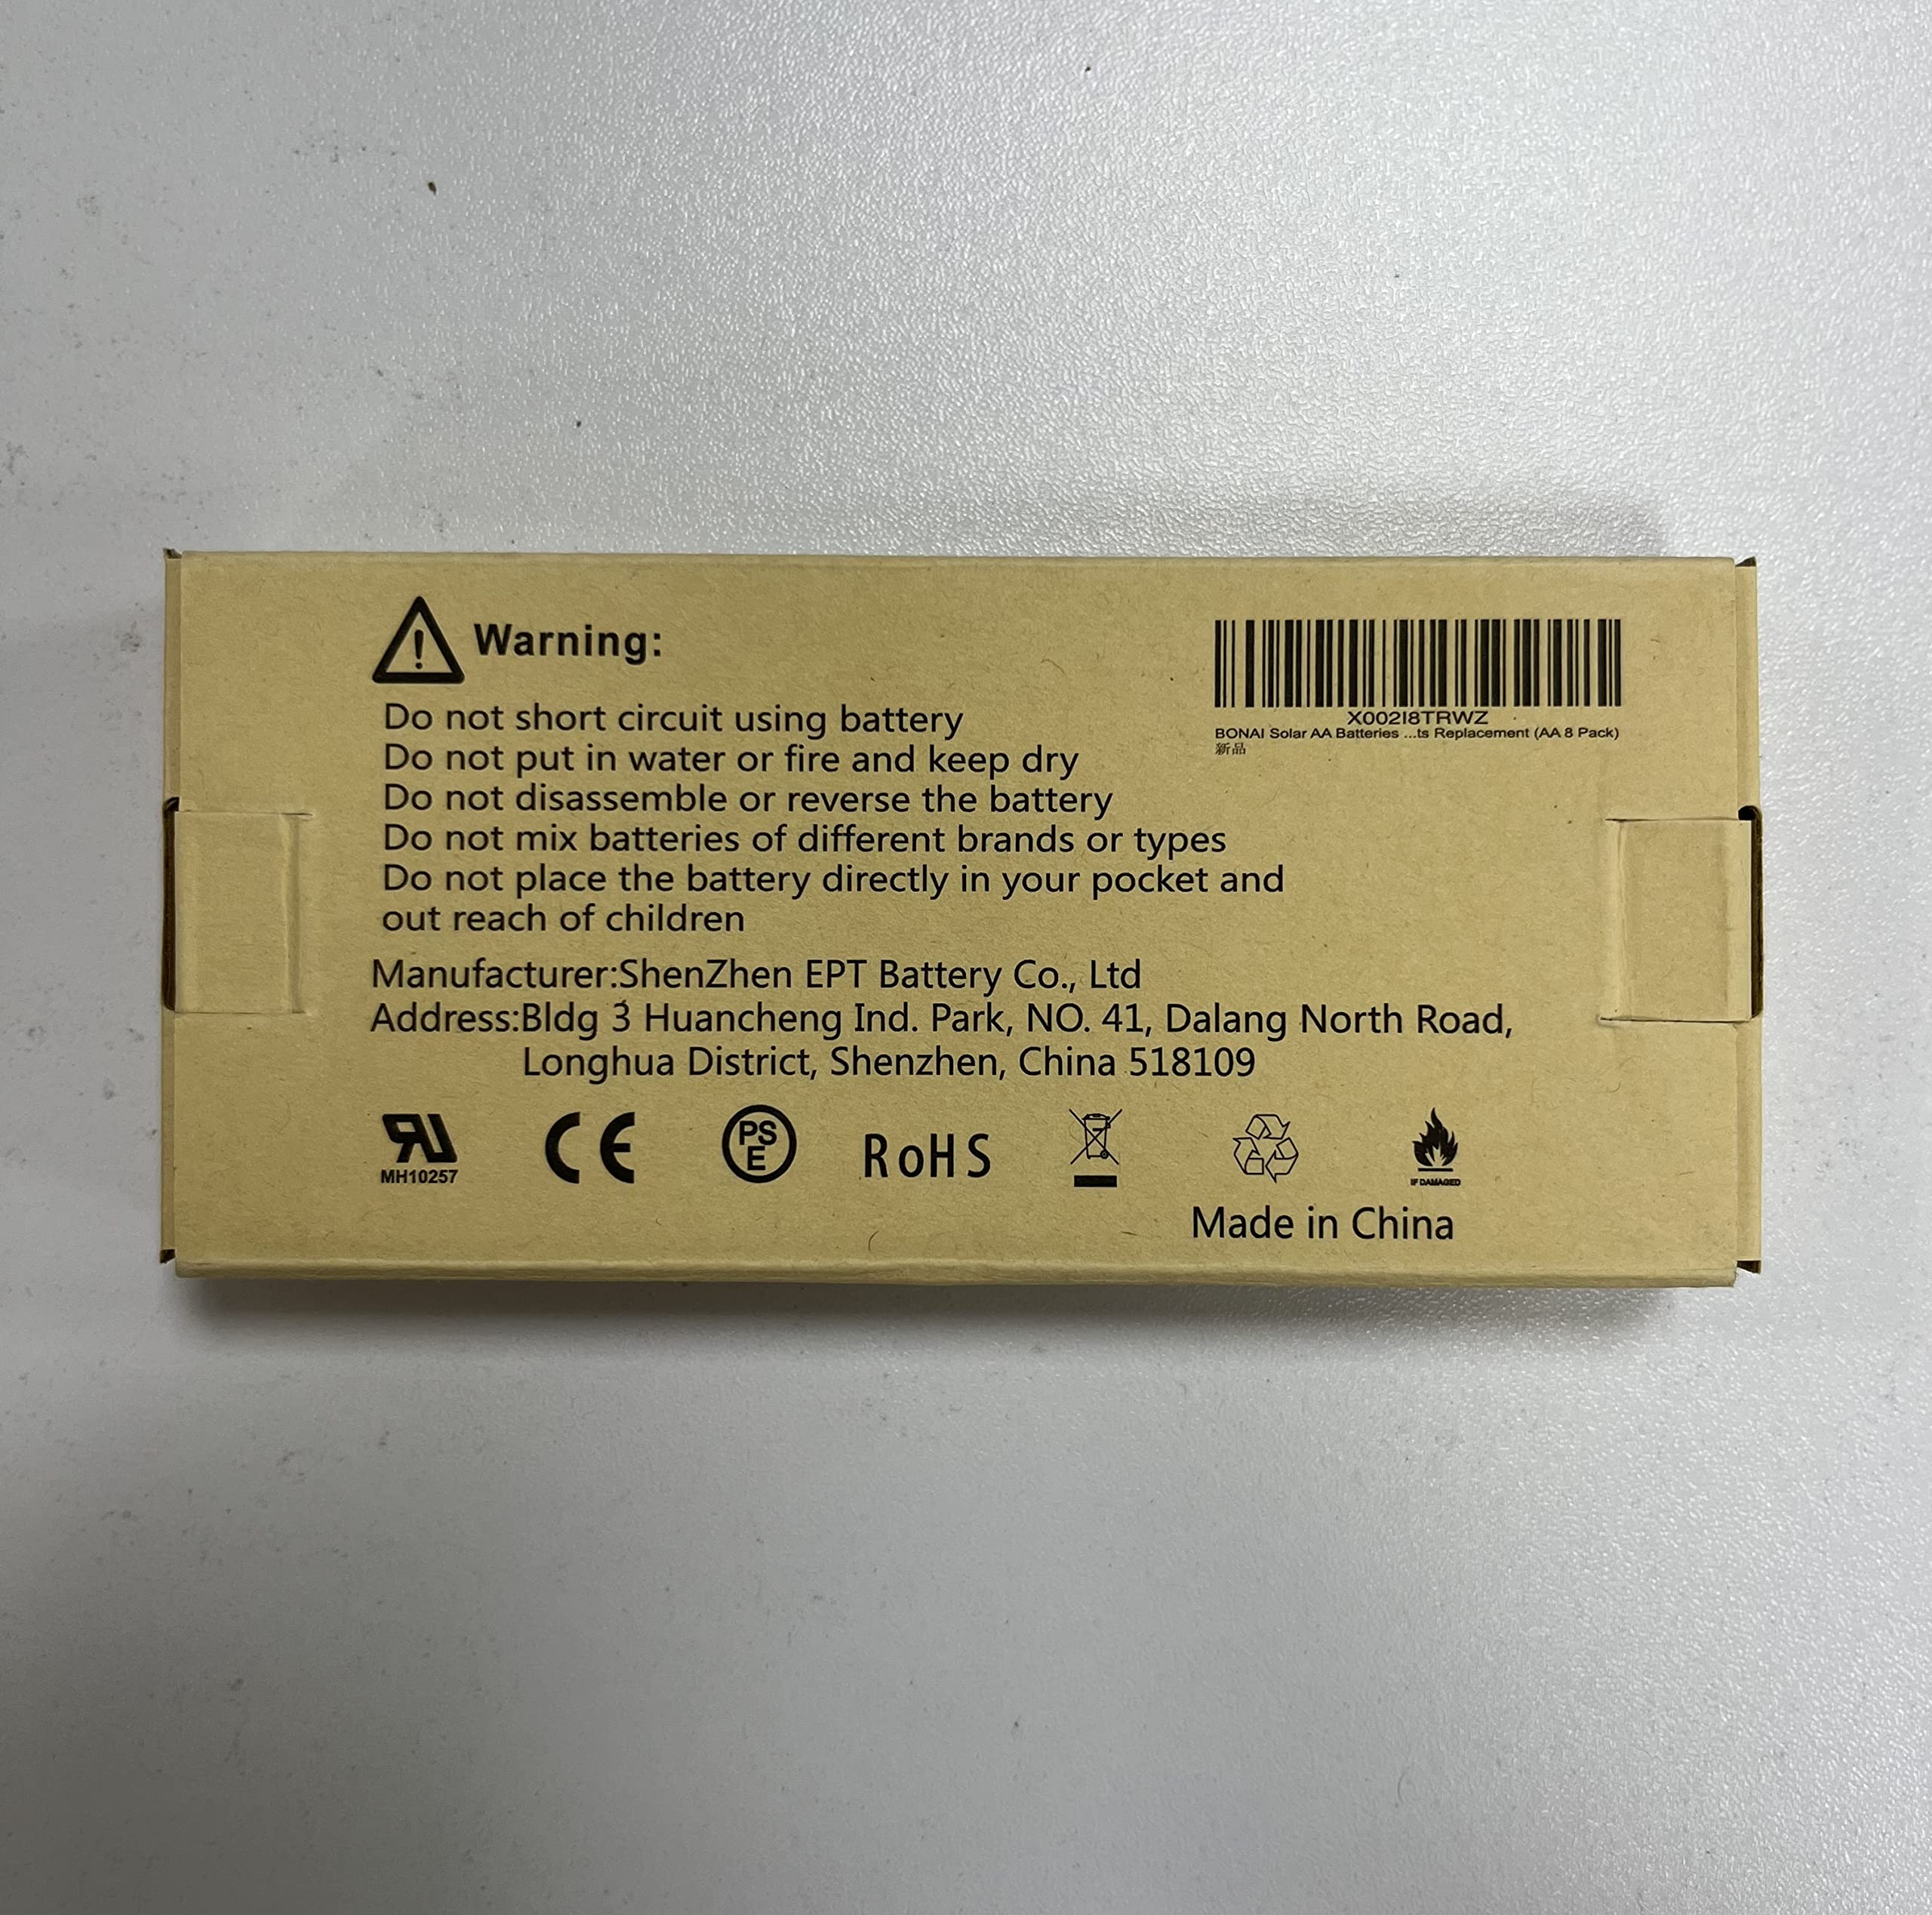 Warning:
Do not short circuit using battery
Do not put in water or fire and keep dry
Do not disassemble or reverse the battery
Do not mix batteries of different brands or types
Do not place the battery directly in your pocket and
out reach of children
X002I8TRWZ
BONAI Solar AA Batteries ...ts Replacement (AA 8 Pack)
新品
Manufacturer:ShenZhen EPT Battery Co., Ltd
Address:Bldg 3 Huancheng Ind. Park, NO. 41, Dalang North Road,
Longhua District, Shenzhen, China 518109
MH10257
CE
PS
E
RoHS
IF DAMAGED
Made in China